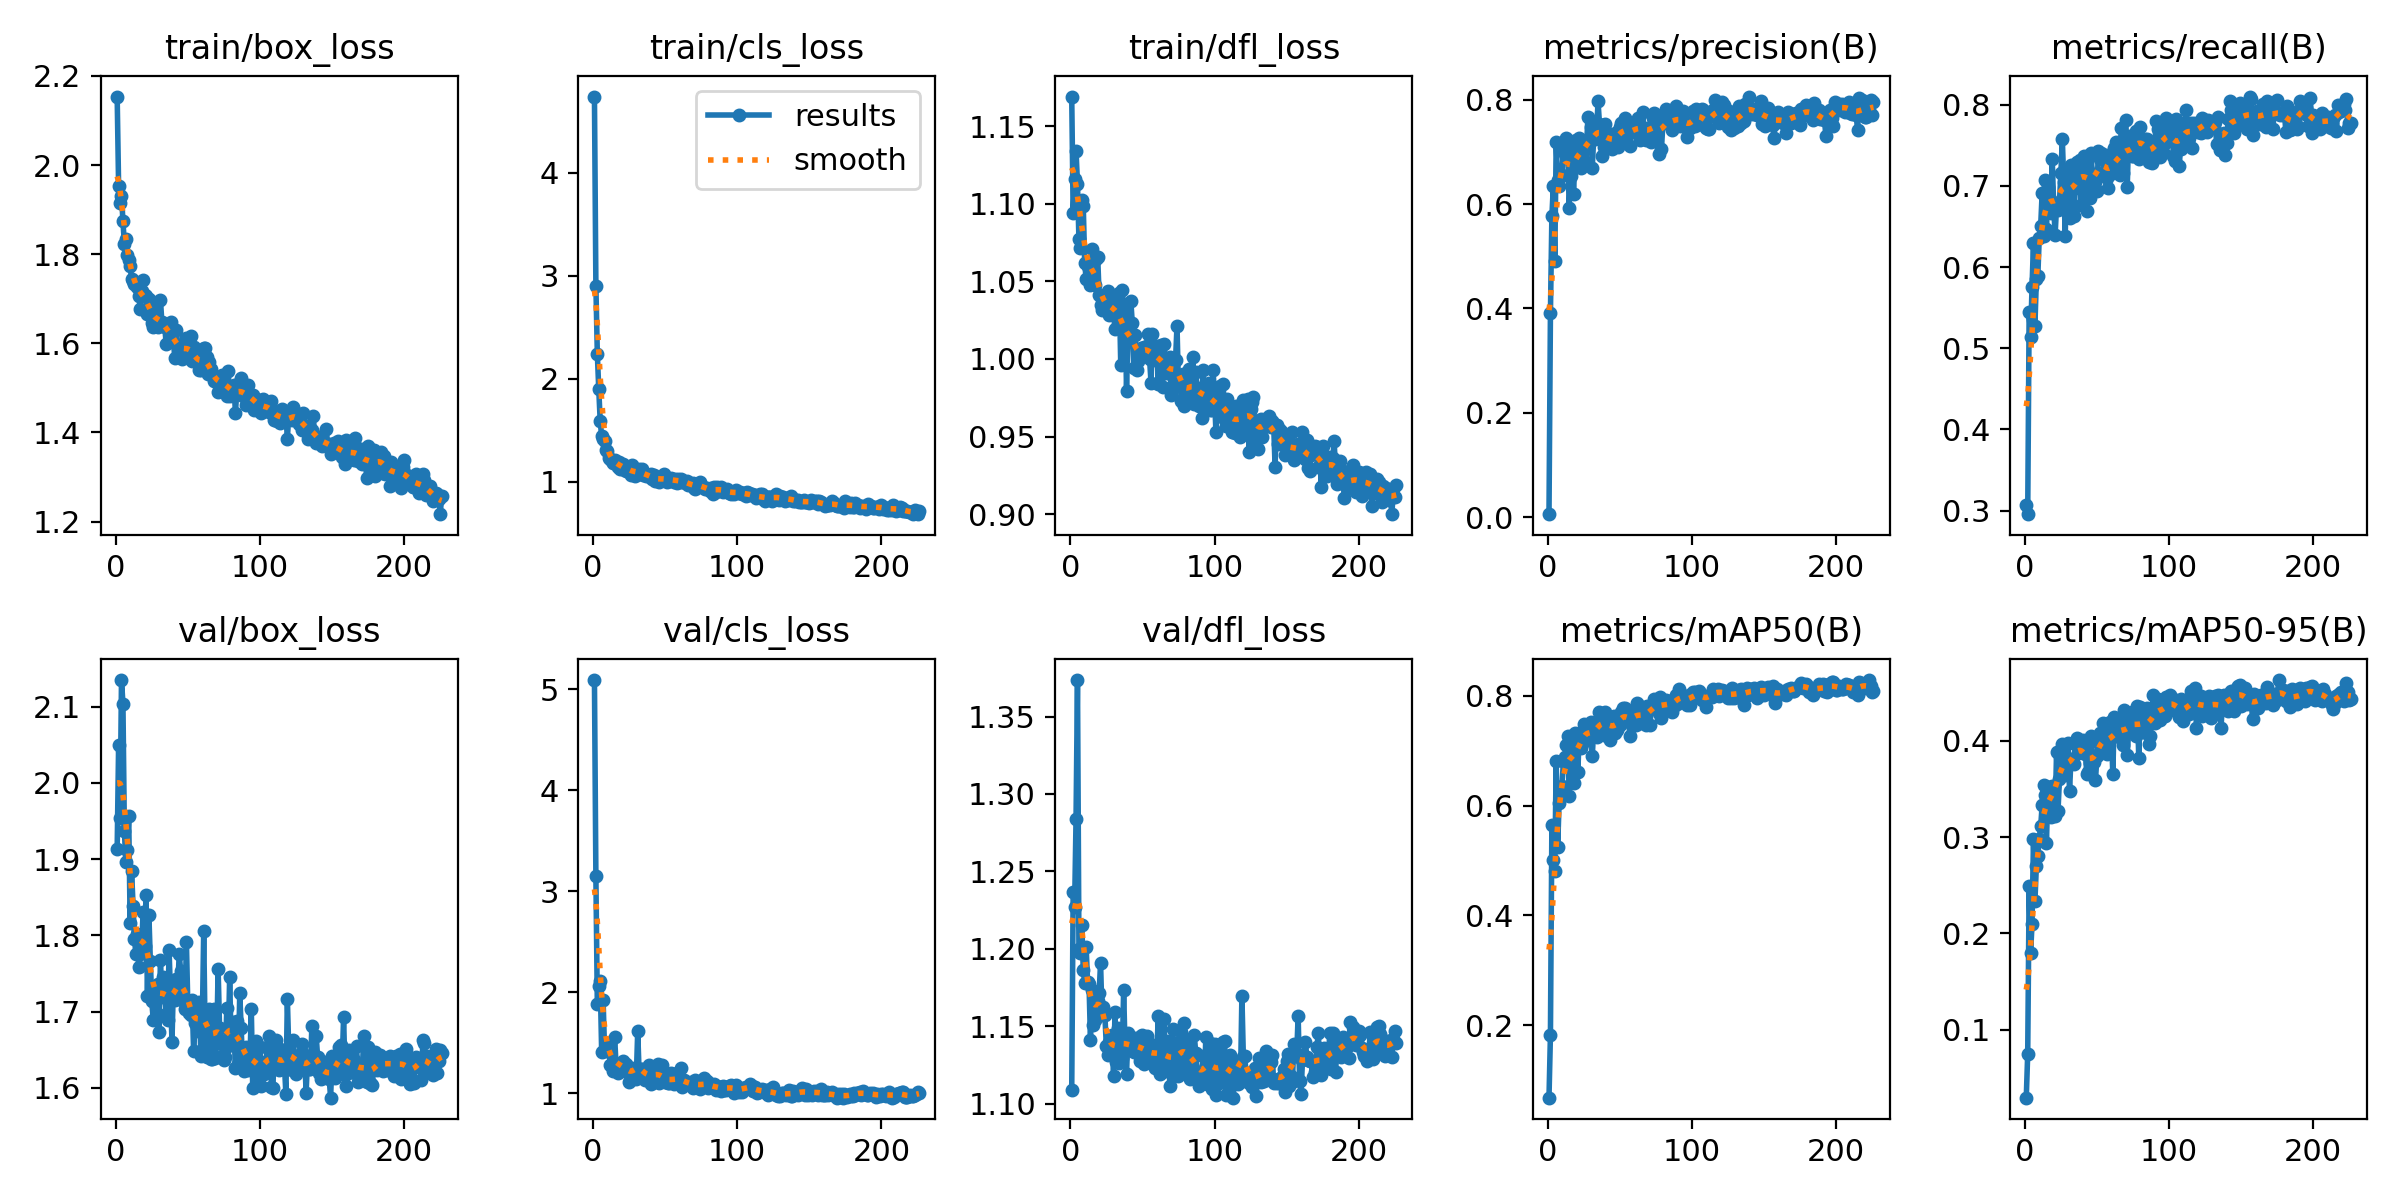 train/box_loss
train/cls_loss
train/dfl_loss
metrics/precision(B)
metrics/recall(B)
2.2
2.0
1.8
1.6
1.4
1.2
0 100 200
4
3
2
1
0 100 200
results
smooth
1.15
1.10
1.05
1.00
0.95
0.90
0 100 200
0.8
0.6
0.4
0.2
0.0
0 100 200
0.8
0.7
0.6
0.5
0.4
0.3
0 100 200
val/box_loss
val/cls_loss
val/dfl_loss
metrics/mAP50(B)
metrics/mAP50-95(B)
2.1
2.0
1.9
1.8
1.7
1.6
0 100 200
5
4
3
2
1
0 100 200
1.35
1.30
1.25
1.20
1.15
1.10
0 100 200
0.8
0.6
0.4
0.2
0 100 200
0.4
0.3
0.2
0.1
0 100 200